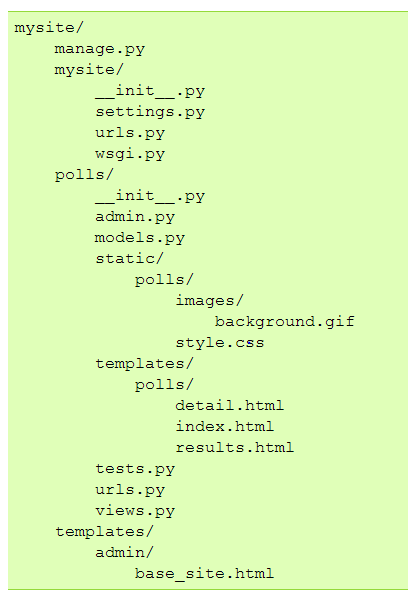 mysite/
    manage.py
    mysite/
        __init__.py
        settings.py
        urls.py
        wsgi.py
    polls/
        __init__.py
        admin.py
        models.py
        static/
            polls/
                images/
                    background.gif
                style.css
        templates/
            polls/
                detail.html
                index.html
                results.html
        tests.py
        urls.py
        views.py
    templates/
        admin/
            base_site.html